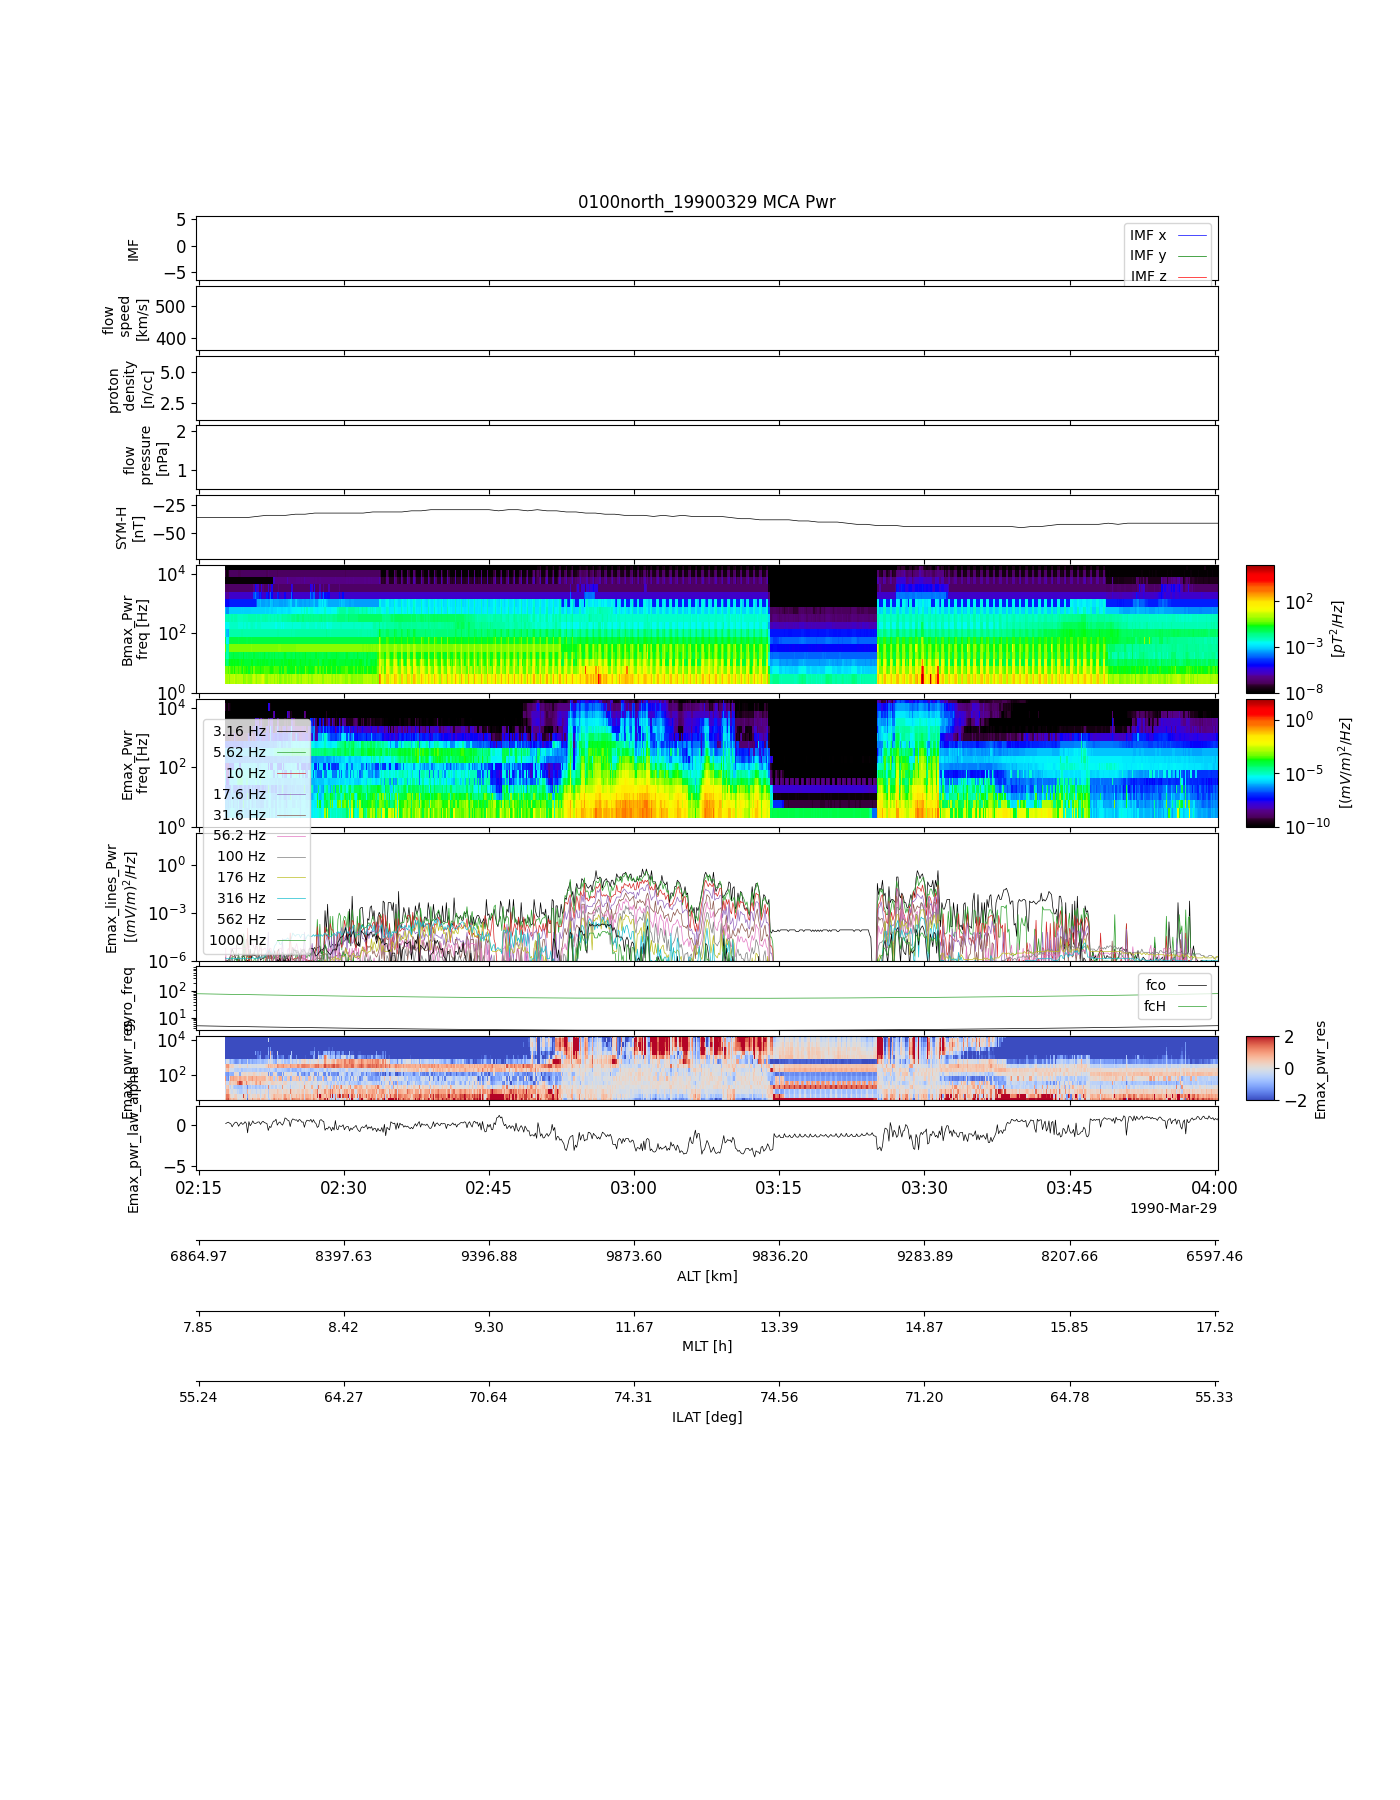 0100north_19900329 MCA Pwr
5
0
−5
IMF
IMF x
IMF y
IMF z
500
400
flow
speed
[km/s]
5.0
2.5
proton
density
[n/cc]
2
1
flow
pressure
[nPa]
−25
−50
SYM-H
[nT]
10^4
10^2
10^0
Bmax_Pwr
freq [Hz]
10^2
10^−3
10^−8
[pT^2/Hz]
10^4
10^2
10^0
Emax_Pwr
freq [Hz]
10^0
10^−5
10^−10
[(mV/m)^2/Hz]
3.16 Hz
5.62 Hz
10 Hz
17.6 Hz
31.6 Hz
56.2 Hz
100 Hz
176 Hz
316 Hz
562 Hz
1000 Hz
10^0
10^−3
10^−6
Emax_lines_Pwr
[(mV/m)^2/Hz]
10^2
10^1
gyro_freq
fco
fcH
10^4
10^2
Emax_pwr_res
2
0
−2
Emax_pwr_res
0
−5
Emax_pwr_law_alpha
02:15 02:30 02:45 03:00 03:15 03:30 03:45 04:00
1990-Mar-29
6864.97 8397.63 9396.88 9873.60 9836.20 9283.89 8207.66 6597.46
ALT [km]
7.85 8.42 9.30 11.67 13.39 14.87 15.85 17.52
MLT [h]
55.24 64.27 70.64 74.31 74.56 71.20 64.78 55.33
ILAT [deg]